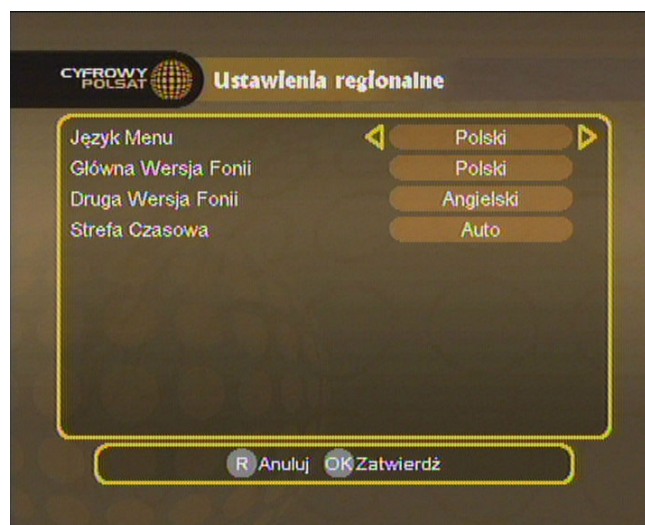 CYFROWY
POLSAT
Ustawienia regionalne
Język Menu Polski
Główna Wersja Fonii Polski
Druga Wersja Fonii Angielski
Strefa Czasowa Auto
R Anuluj OK Zatwierdź